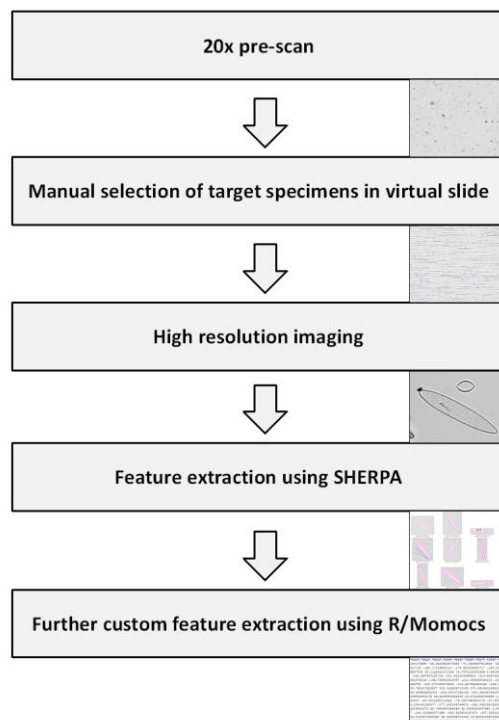 20x pre-scan
Manual selection of target specimens in virtual slide
High resolution imaging
Feature extraction using SHERPA
Further custom feature extraction using R/Momocs